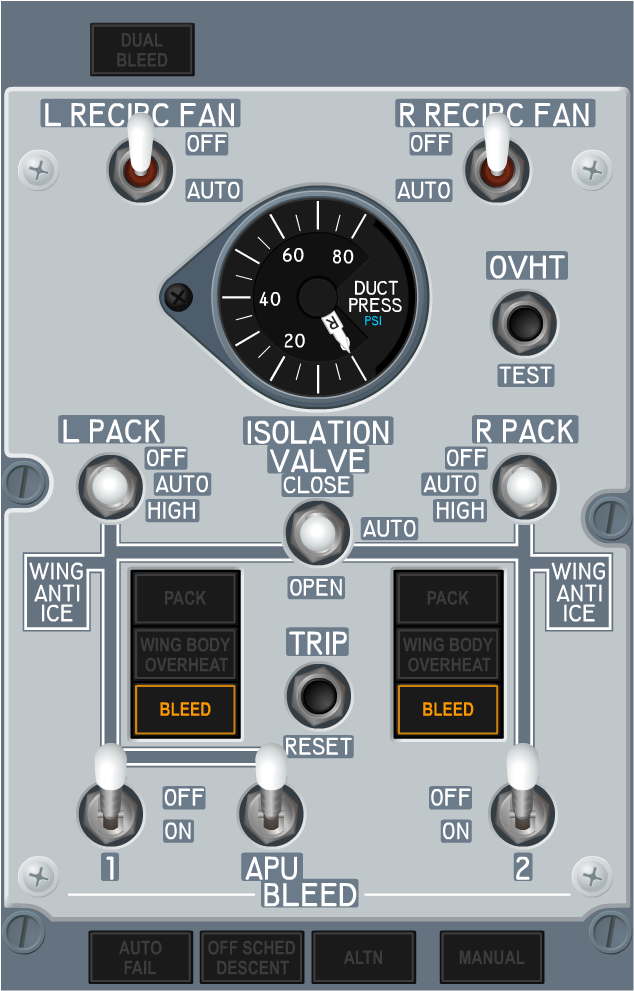 DUAL
BLEED
L RECIRC FAN
R RECIRC FAN
OFF
OFF
AUTO
AUTO
60
80
40
20
DUCT
PRESS
PSI
R
OVHT
TEST
L PACK
OFF
AUTO
HIGH
ISOLATION
VALVE
CLOSE
AUTO
OPEN
R PACK
OFF
AUTO
HIGH
WING
ANTI
ICE
PACK
WING BODY
OVERHEAT
BLEED
TRIP
RESET
PACK
WING BODY
OVERHEAT
BLEED
WING
ANTI
ICE
OFF
ON
OFF
ON
1
APU
2
BLEED
AUTO
FAIL
OFF SCHED
DESCENT
ALTN
MANUAL